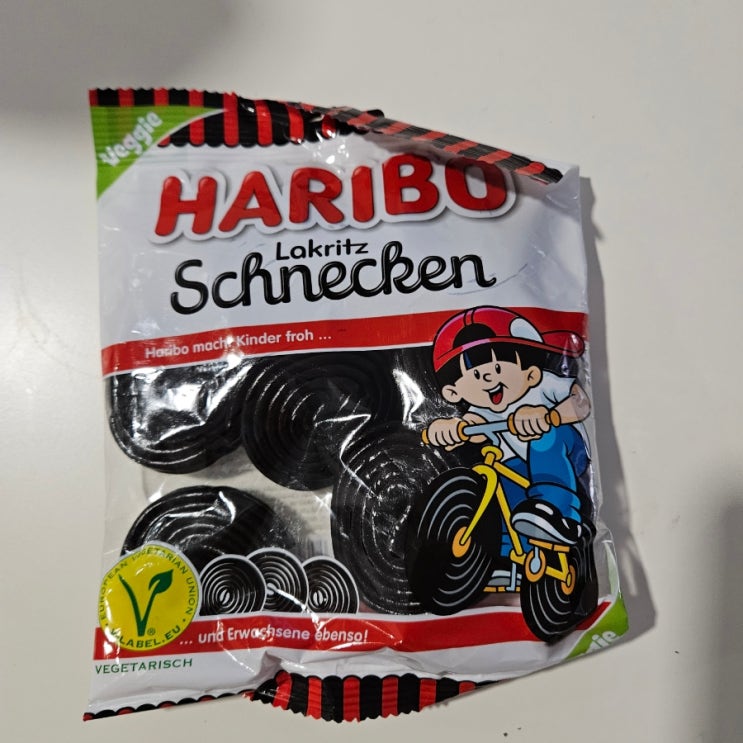 Veggie
HARIBO
Lakritz
Schnecken
Haribo macht Kinder froh ...
... und Erwachsene ebenso!
EUROPEAN VEGETARIAN UNION
V-LABEL.EU
®
VEGETARISCH